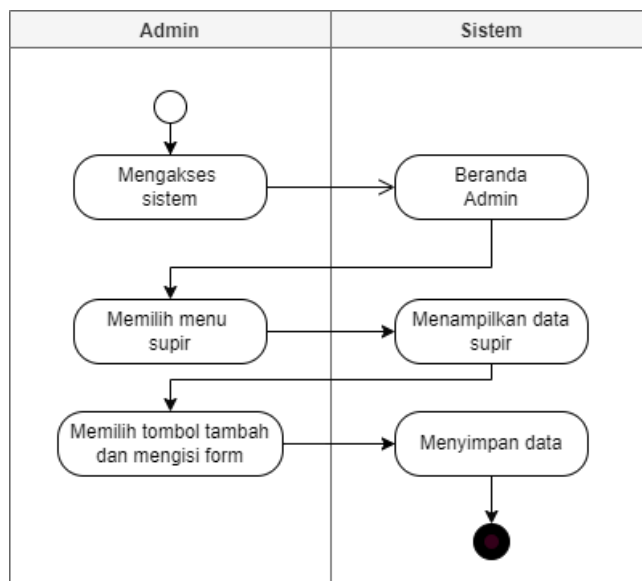 Admin
Sistem
Mengakses
sistem
Beranda
Admin
Memilih menu
supir
Menampilkan data
supir
Memilih tombol tambah
dan mengisi form
Menyimpan data